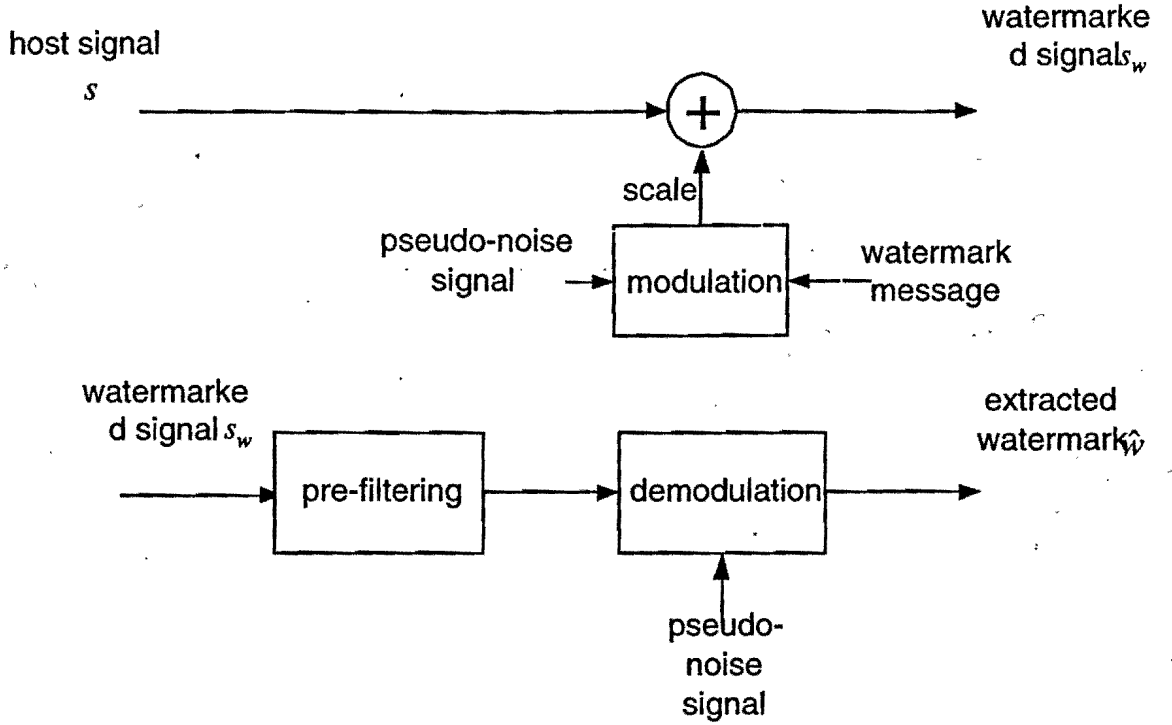 host signal
s
watermarke
d signal s_w
+
scale
pseudo-noise
signal
modulation
watermark
message
watermarke
d signal s_w
pre-filtering
demodulation
extracted
watermark ŵ
pseudo-
noise
signal